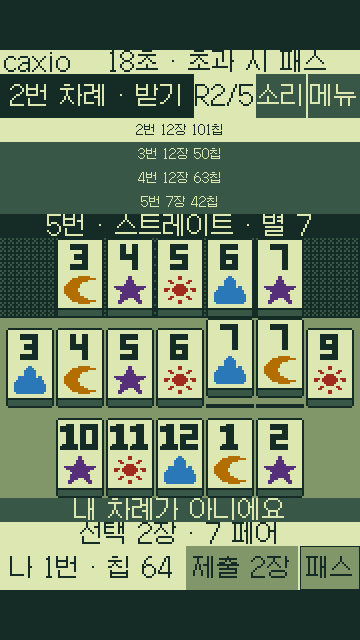 caxio 18초 · 초과 시 패스
2번 차례 · 받기 R2/5 소리 메뉴
2번 12장 101칩
3번 12장 50칩
4번 12장 63칩
5번 7장 42칩
5번 · 스트레이트 · 별 7
3 4 5 6 7
3 4 5 6 7 7 9
10 11 12 1 2
내 차례가 아니에요
선택 2장 · 7 페어
나 1번 · 칩 64 제출 2장 패스